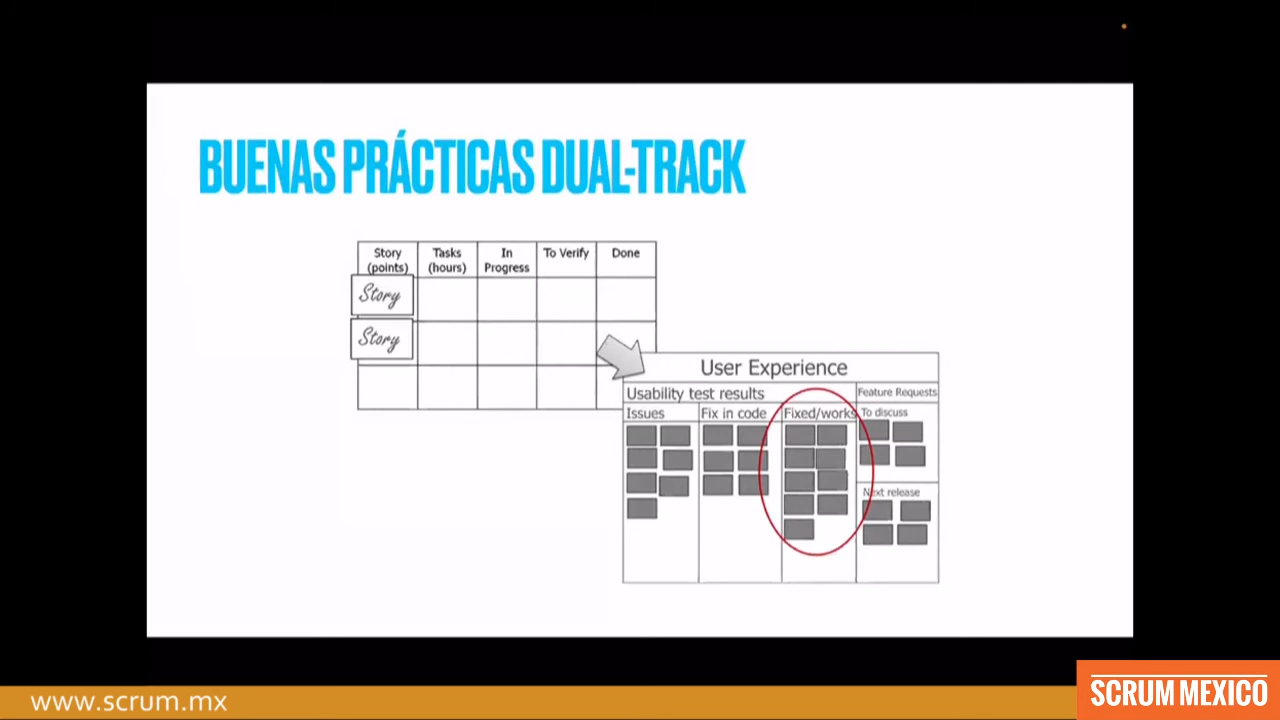 BUENAS PRÁCTICAS DUAL-TRACK
Story
(points)
Tasks
(hours)
In
Progress
To Verify
Done
Story
Story
User Experience
Usability test results
Feature Requests
Issues
Fix in code
Fixed/works
To discuss
Next release
www.scrum.mx
SCRUM MEXICO